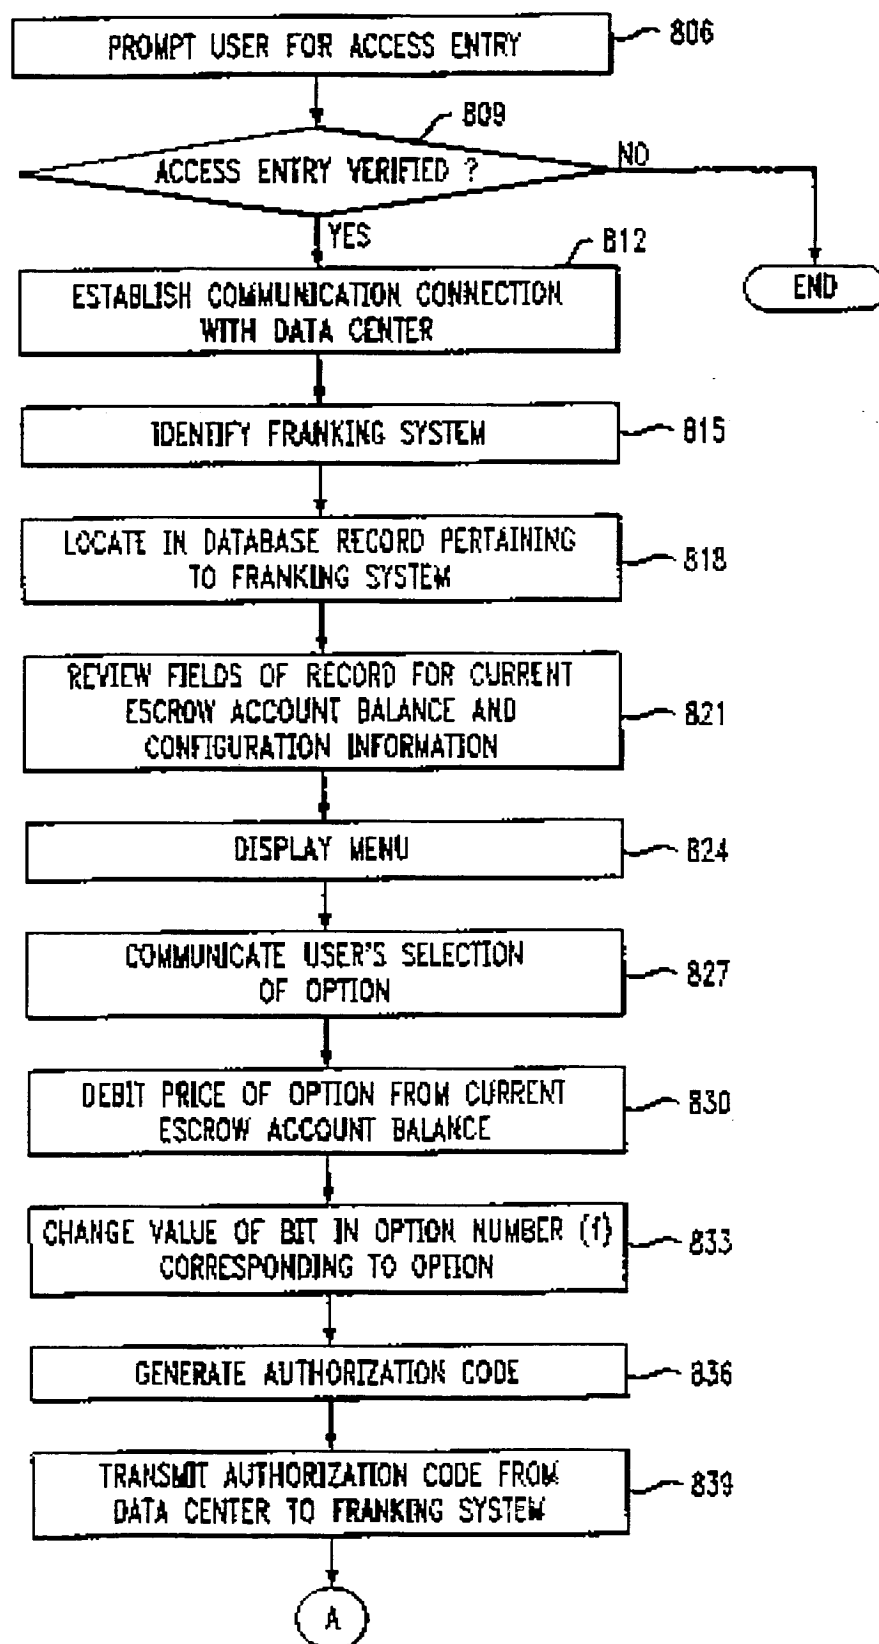 PROMPT USER FOR ACCESS ENTRY
806
809
ACCESS ENTRY VERIFIED ?
NO
YES
812
END
ESTABLISH COMMUNICATION CONNECTION
WITH DATA CENTER
IDENTIFY FRANKING SYSTEM
815
LOCATE IN DATABASE RECORD PERTAINING
TO FRANKING SYSTEM
818
REVIEW FIELDS OF RECORD FOR CURRENT
ESCROW ACCOUNT BALANCE AND
CONFIGURATION INFORMATION
821
DISPLAY MENU
824
COMMUNICATE USER'S SELECTION
OF OPTION
827
DEBIT PRICE OF OPTION FROM CURRENT
ESCROW ACCOUNT BALANCE
830
CHANGE VALUE OF BIT IN OPTION NUMBER (f)
CORRESPONDING TO OPTION
833
GENERATE AUTHORIZATION CODE
836
TRANSMIT AUTHORIZATION CODE FROM
DATA CENTER TO FRANKING SYSTEM
839
A